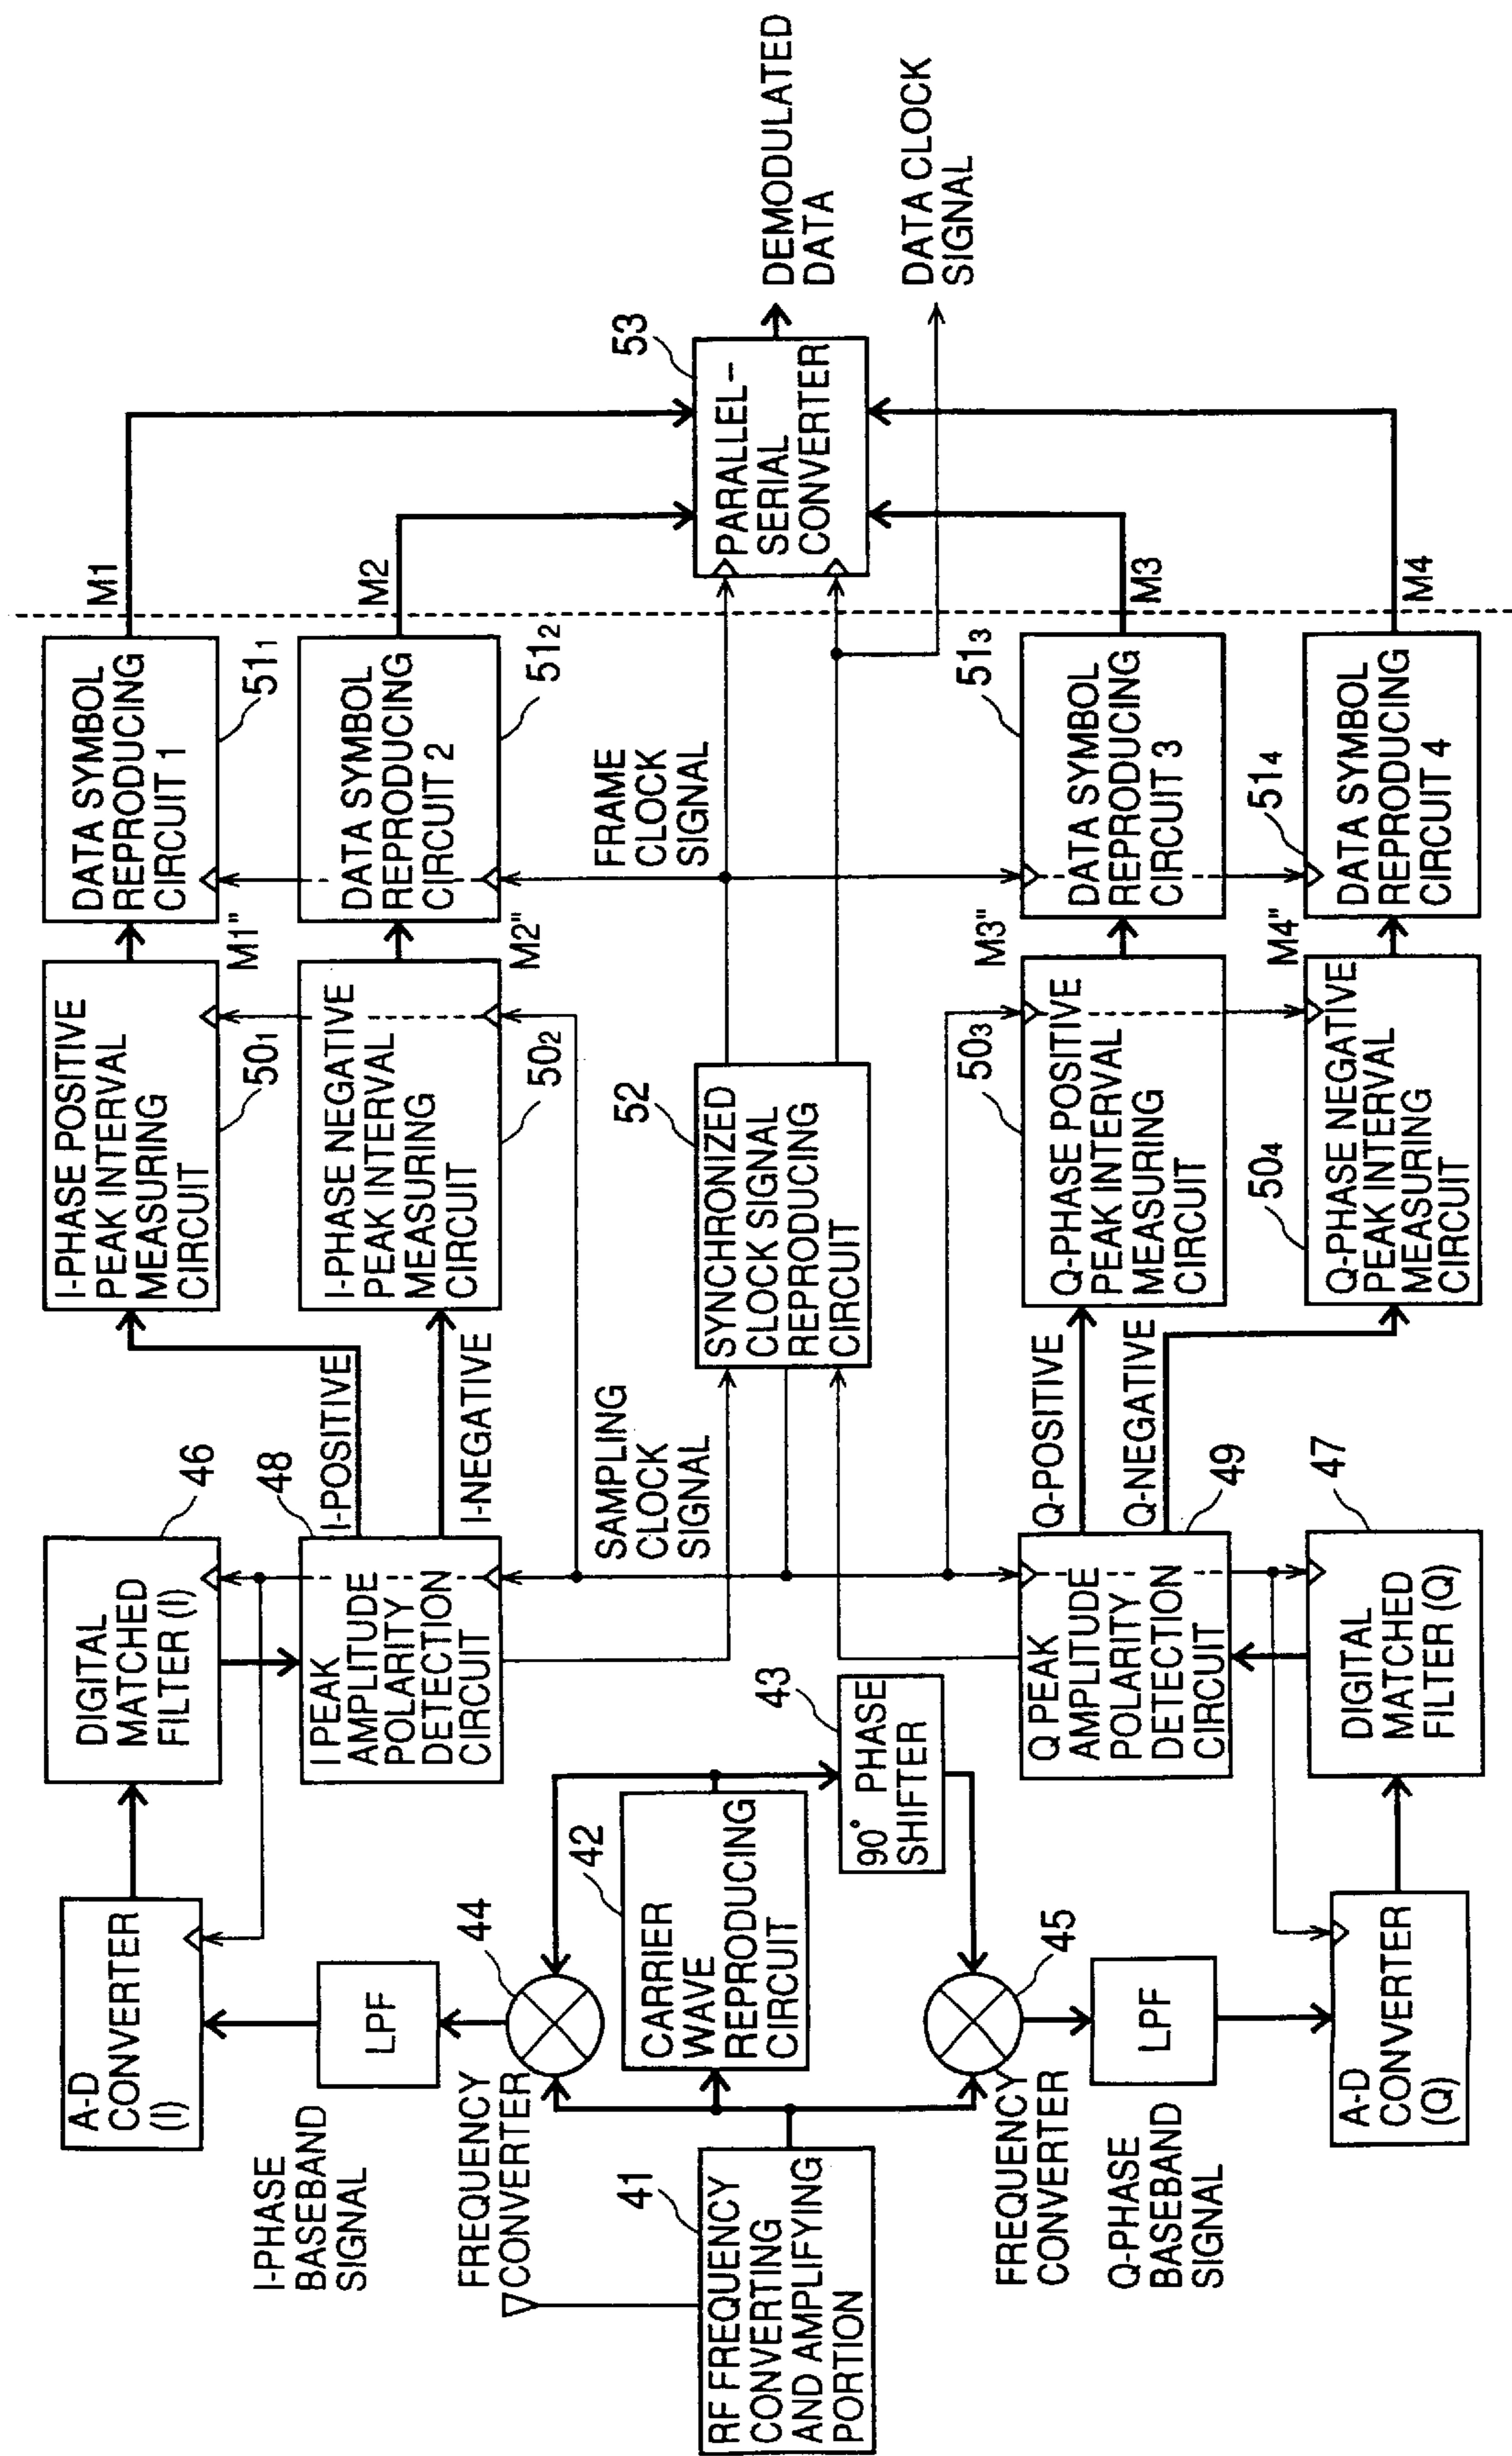 RF FREQUENCY
CONVERTING
AND AMPLIFYING
PORTION
41
FREQUENCY
CONVERTER
44
I-PHASE
BASEBAND
SIGNAL
LPF
A-D
CONVERTER
(I)
CARRIER
WAVE
REPRODUCING
CIRCUIT
42
90° PHASE
SHIFTER
43
FREQUENCY
CONVERTER
45
Q-PHASE
BASEBAND
SIGNAL
LPF
A-D
CONVERTER
(Q)
DIGITAL
MATCHED
FILTER (I)
46
I PEAK
AMPLITUDE
POLARITY
DETECTION
CIRCUIT
48
I-POSITIVE
I-NEGATIVE
SAMPLING
CLOCK
SIGNAL
Q PEAK
AMPLITUDE
POLARITY
DETECTION
CIRCUIT
49
Q-POSITIVE
Q-NEGATIVE
DIGITAL
MATCHED
FILTER (Q)
47
I-PHASE POSITIVE
PEAK INTERVAL
MEASURING
CIRCUIT
501
M1"
I-PHASE NEGATIVE
PEAK INTERVAL
MEASURING
CIRCUIT
502
M2"
SYNCHRONIZED
CLOCK SIGNAL
REPRODUCING
CIRCUIT
52
Q-PHASE POSITIVE
PEAK INTERVAL
MEASURING
CIRCUIT
503
M3"
Q-PHASE NEGATIVE
PEAK INTERVAL
MEASURING
CIRCUIT
504
M4"
DATA SYMBOL
REPRODUCING
CIRCUIT 1
511
M1
DATA SYMBOL
REPRODUCING
CIRCUIT 2
512
M2
FRAME
CLOCK
SIGNAL
DATA SYMBOL
REPRODUCING
CIRCUIT 3
513
M3
DATA SYMBOL
REPRODUCING
CIRCUIT 4
514
M4
PARALLEL-
SERIAL
CONVERTER
53
DEMODULATED
DATA
DATA CLOCK
SIGNAL